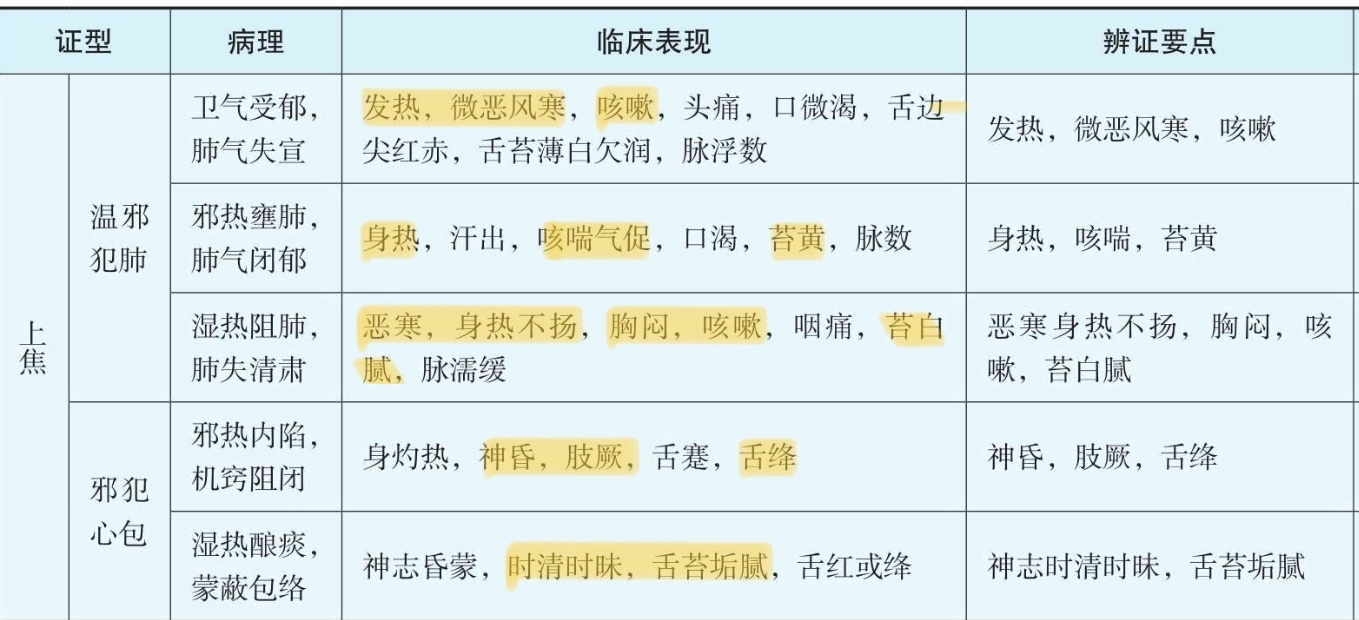 证型 病理 临床表现 辨证要点
上焦
温邪犯肺
卫气受郁，
肺气失宣
发热，微恶风寒，咳嗽，头痛，口微渴，舌边
尖红赤，舌苔薄白欠润，脉浮数
发热，微恶风寒，咳嗽
邪热壅肺，
肺气闭郁
身热，汗出，咳喘气促，口渴，苔黄，脉数
身热，咳喘，苔黄
湿热阻肺，
肺失清肃
恶寒，身热不扬，胸闷，咳嗽，咽痛，苔白
腻，脉濡缓
恶寒身热不扬，胸闷，咳
嗽，苔白腻
邪犯心包
邪热内陷，
机窍阻闭
身灼热，神昏，肢厥，舌蹇，舌绛
神昏，肢厥，舌绛
湿热酿痰，
蒙蔽包络
神志昏蒙，时清时昧，舌苔垢腻，舌红或绛
神志时清时昧，舌苔垢腻